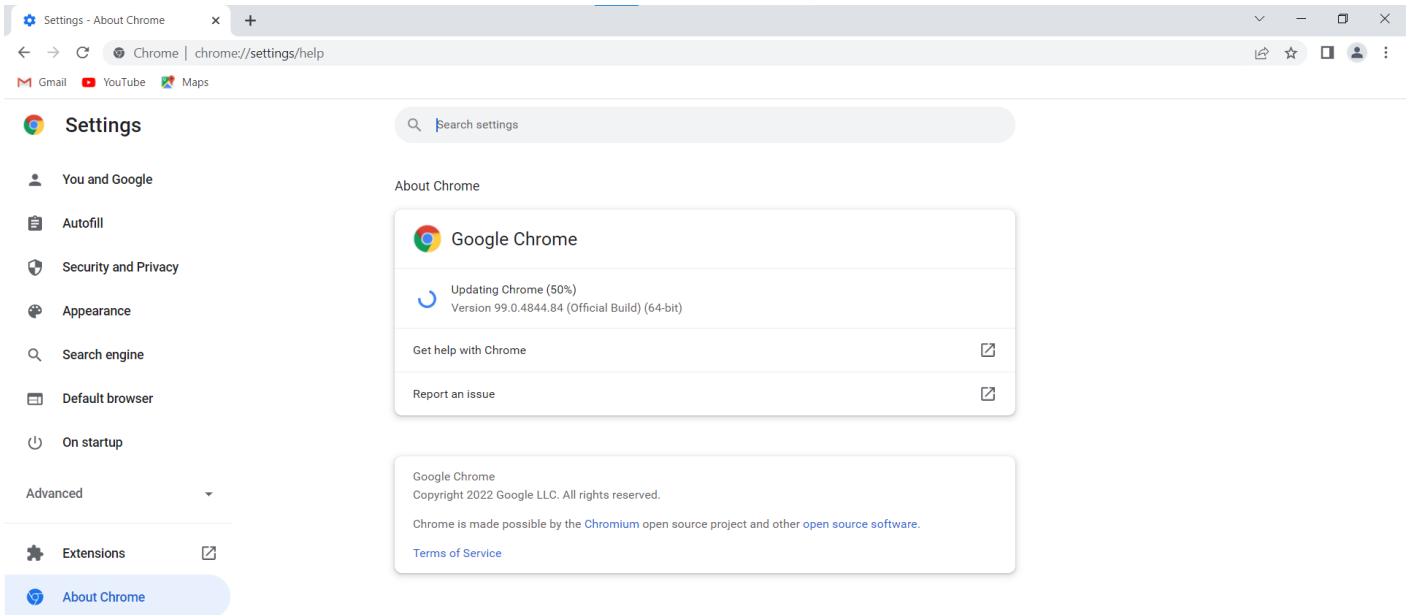 Settings - About Chrome
Chrome | chrome://settings/help
Gmail YouTube Maps
Settings
Search settings
You and Google
Autofill
Security and Privacy
Appearance
Search engine
Default browser
On startup
Advanced
Extensions
About Chrome
About Chrome
Google Chrome
Updating Chrome (50%)
Version 99.0.4844.84 (Official Build) (64-bit)
Get help with Chrome
Report an issue
Google Chrome
Copyright 2022 Google LLC. All rights reserved.
Chrome is made possible by the Chromium open source project and other open source software.
Terms of Service